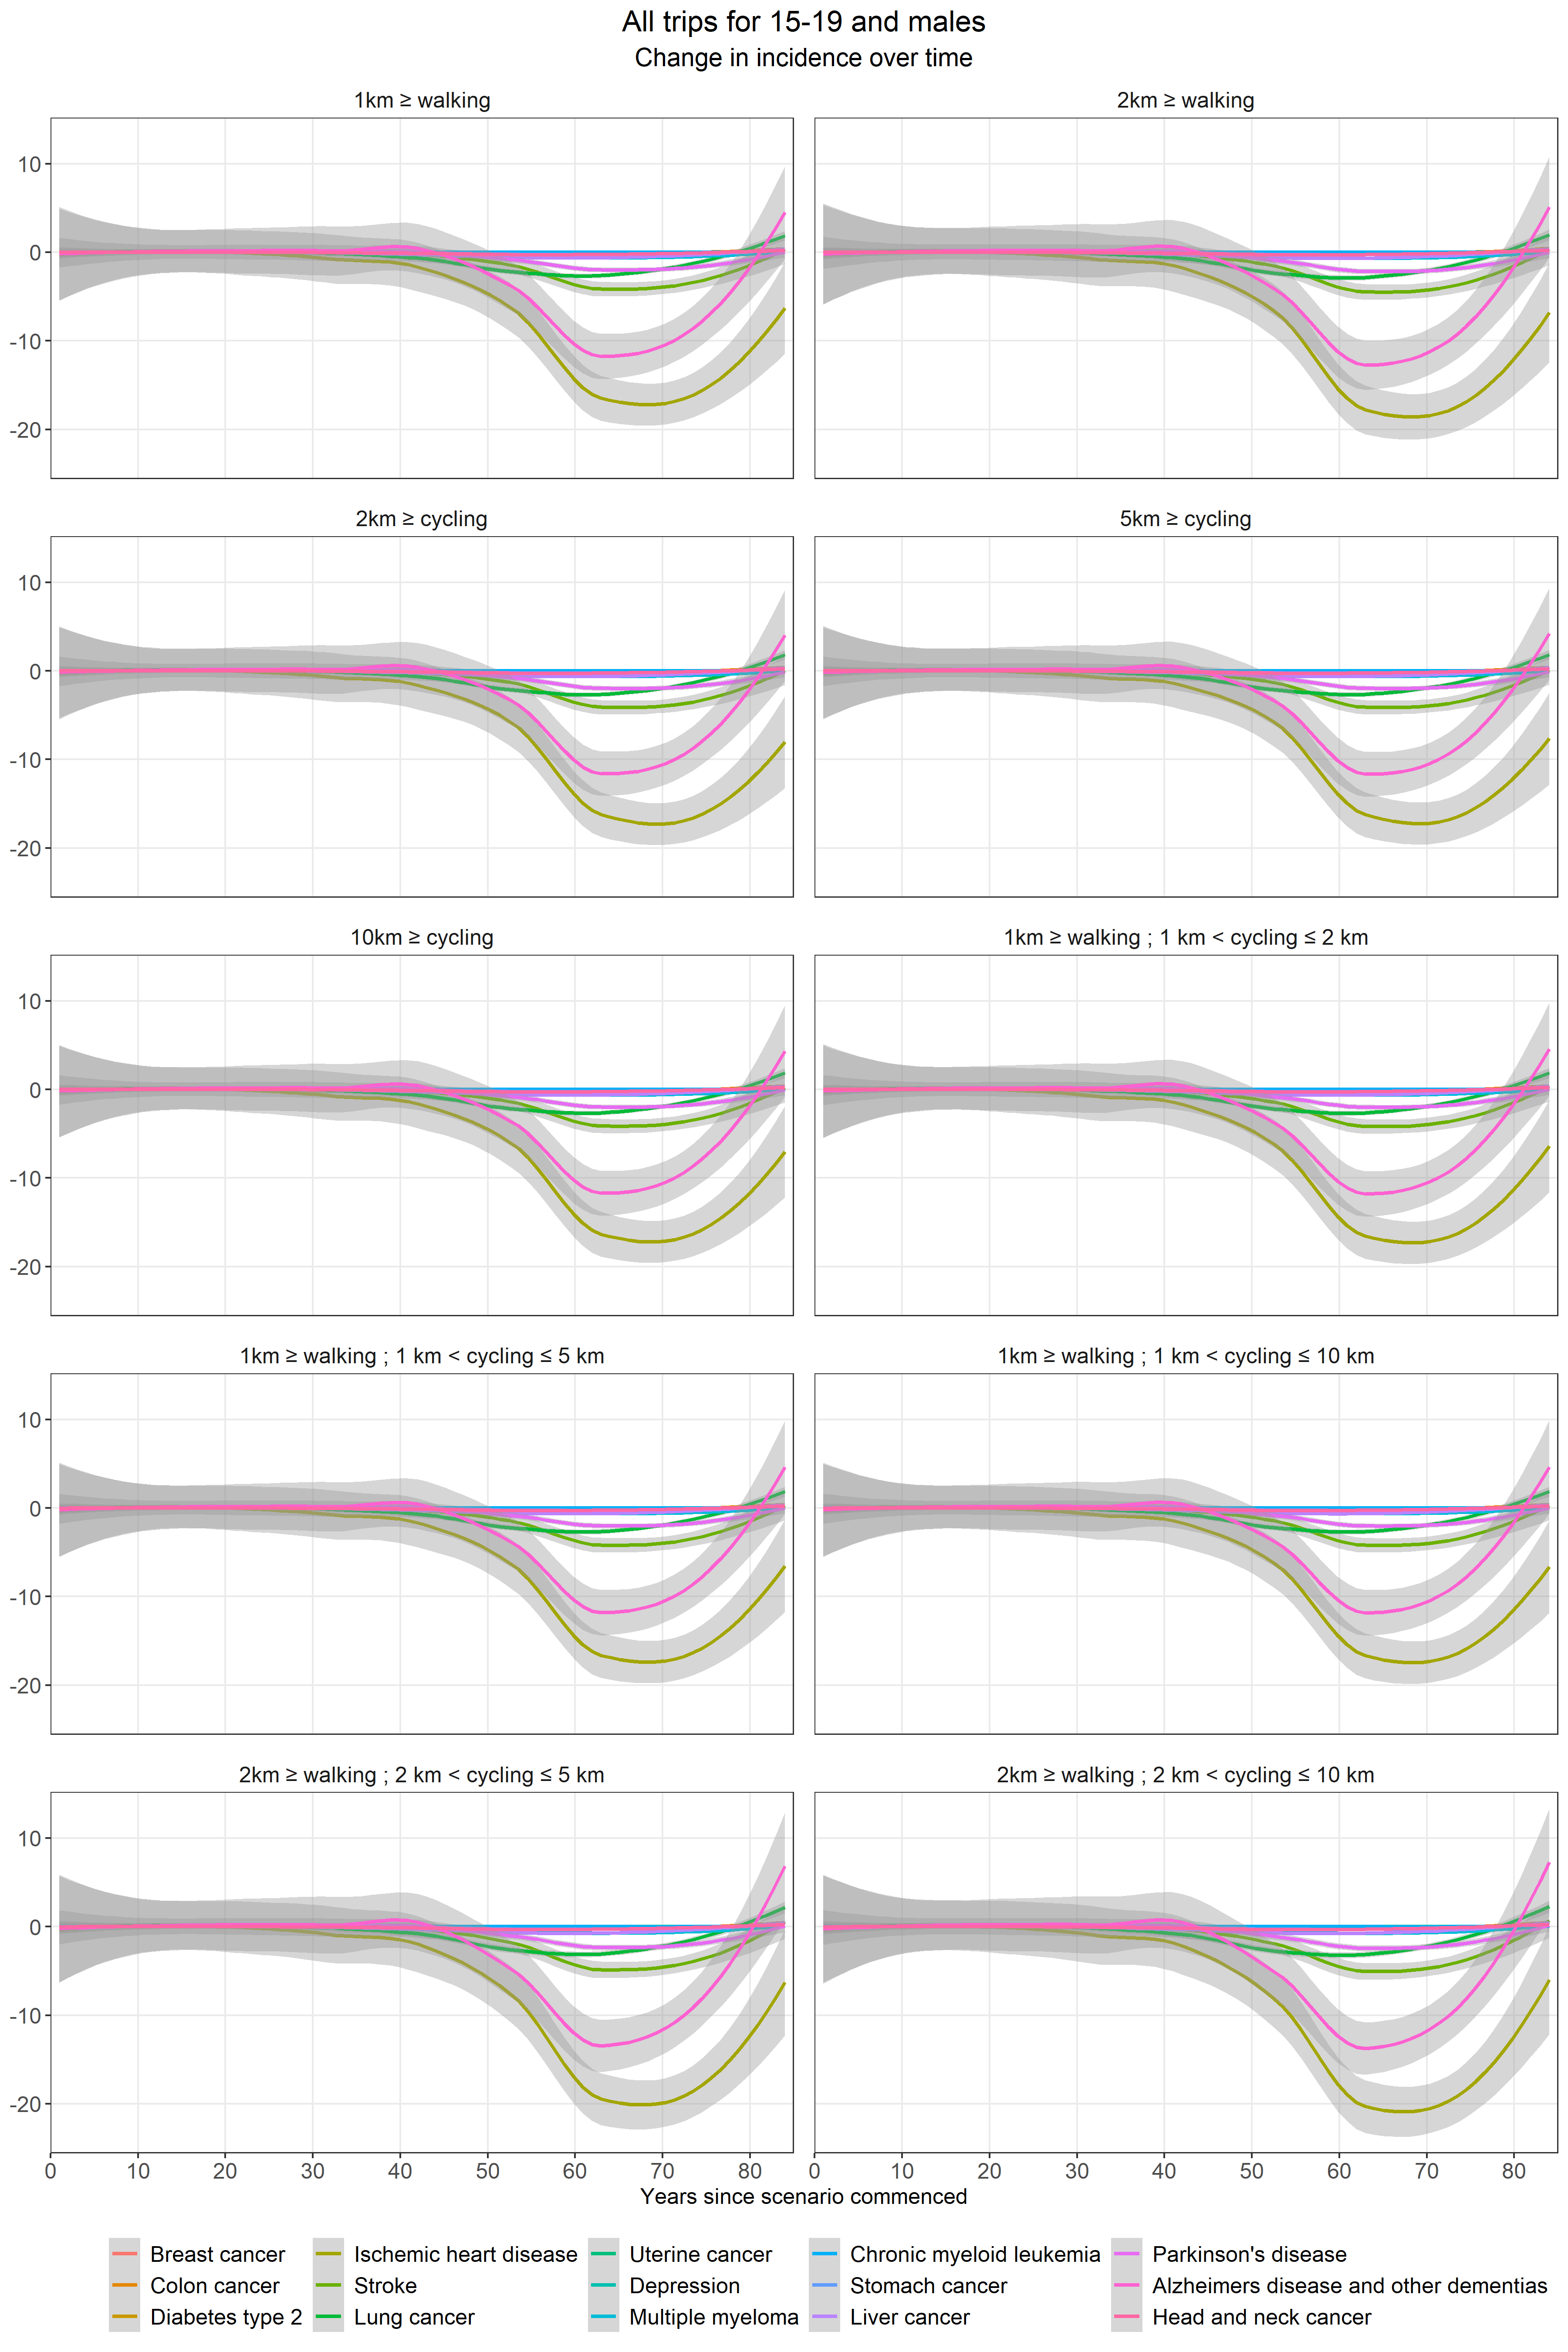 All trips for 15-19 and males
Change in incidence over time
1km ≥ walking 2km ≥ walking
10
0
-10
-20
2km ≥ cycling 5km ≥ cycling
10
0
-10
-20
10km ≥ cycling 1km ≥ walking ; 1 km < cycling ≤ 2 km
10
0
-10
-20
1km ≥ walking ; 1 km < cycling ≤ 5 km 1km ≥ walking ; 1 km < cycling ≤ 10 km
10
0
-10
-20
2km ≥ walking ; 2 km < cycling ≤ 5 km 2km ≥ walking ; 2 km < cycling ≤ 10 km
10
0
-10
-20
0 10 20 30 40 50 60 70 80 0 10 20 30 40 50 60 70 80
Years since scenario commenced
Breast cancer Ischemic heart disease Uterine cancer Chronic myeloid leukemia Parkinson's disease
Colon cancer Stroke Depression Stomach cancer Alzheimers disease and other dementias
Diabetes type 2 Lung cancer Multiple myeloma Liver cancer Head and neck cancer